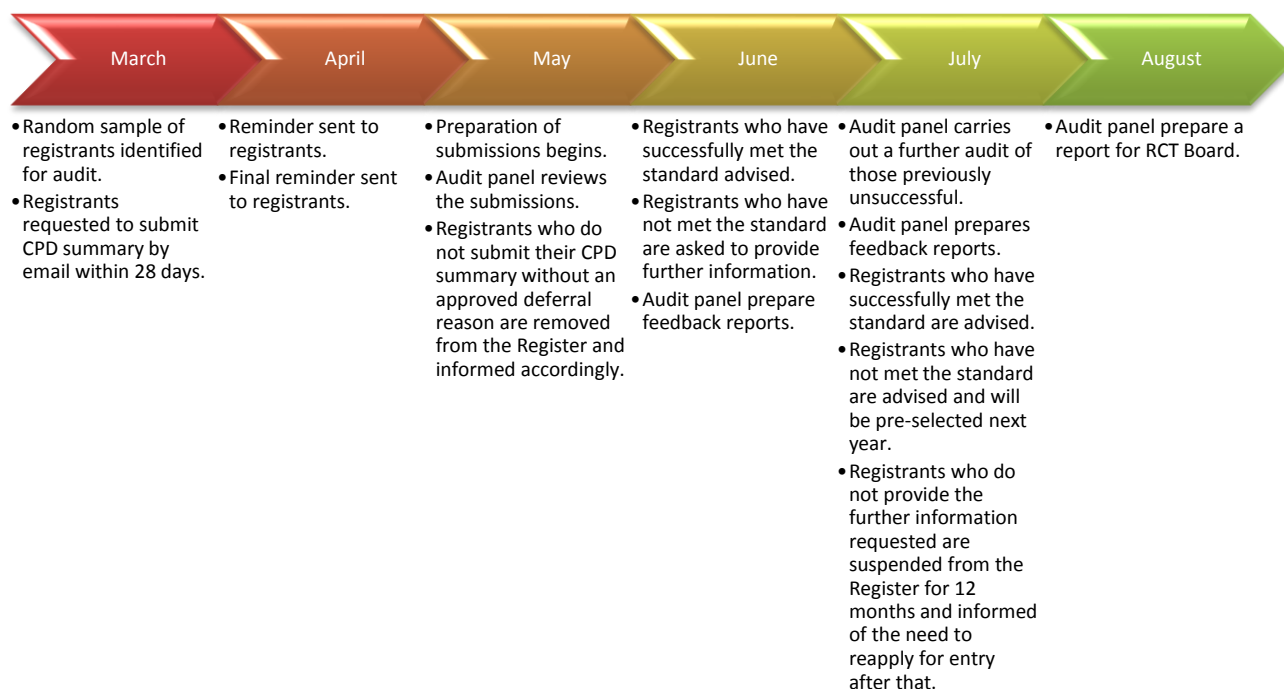 March
April
May
June
July
August
•Random sample of
registrants identified
for audit.
•Registrants
requested to submit
CPD summary by
email within 28 days.
•Reminder sent to
registrants.
•Final reminder sent
to registrants.
•Preparation of
submissions begins.
•Audit panel reviews
the submissions.
•Registrants who do
not submit their CPD
summary without an
approved deferral
reason are removed
from the Register and
informed accordingly.
•Registrants who have
successfully met the
standard advised.
•Registrants who have
not met the standard
are asked to provide
further information.
•Audit panel prepare
feedback reports.
•Audit panel carries
out a further audit of
those previously
unsuccessful.
•Audit panel prepares
feedback reports.
•Registrants who have
successfully met the
standard are advised.
•Registrants who have
not met the standard
are advised and will
be pre-selected next
year.
•Registrants who do
not provide the
further information
requested are
suspended from the
Register for 12
months and informed
of the need to
reapply for entry
after that.
•Audit panel prepare a
report for RCT Board.